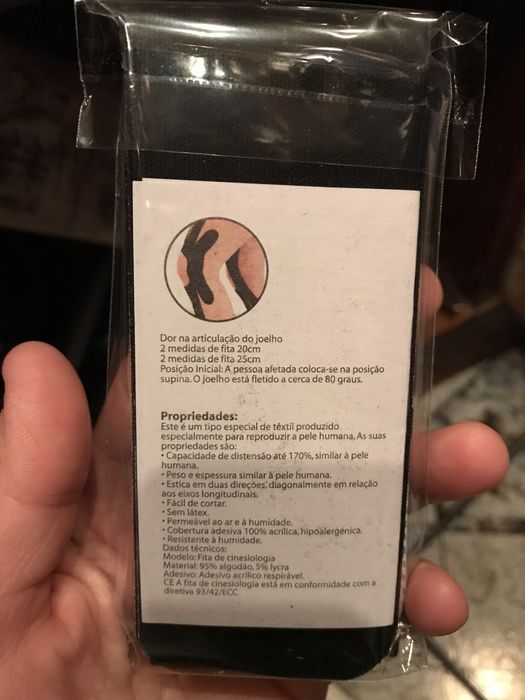 Dor na articulação do joelho
2 medidas de fita 20cm
2 medidas de fita 25cm
Posição Inicial: A pessoa afetada coloca-se na posição
supina. O joelho está fletido a cerca de 80 graus.
Propriedades:
Este é um tipo especial de têxtil produzido
especialmente para reproduzir a pele humana. As suas
propriedades são:
• Capacidade de distensão até 170%, similar à pele
humana.
• Peso e espessura similar à pele humana.
• Estica em duas direções, diagonalmente em relação
aos eixos longitudinais.
• Fácil de cortar.
• Sem látex.
• Permeável ao ar e à humidade.
• Cobertura adesiva 100% acrílica, hipoalergénica.
• Resistente à humidade.
Dados técnicos:
Modelo: Fita de cinesiologia
Material: 95% algodão, 5% lycra
Adesivo: Adesivo acrílico respirável.
CE A fita de cinesiologia está em conformidade com a
diretiva 93/42/ECC